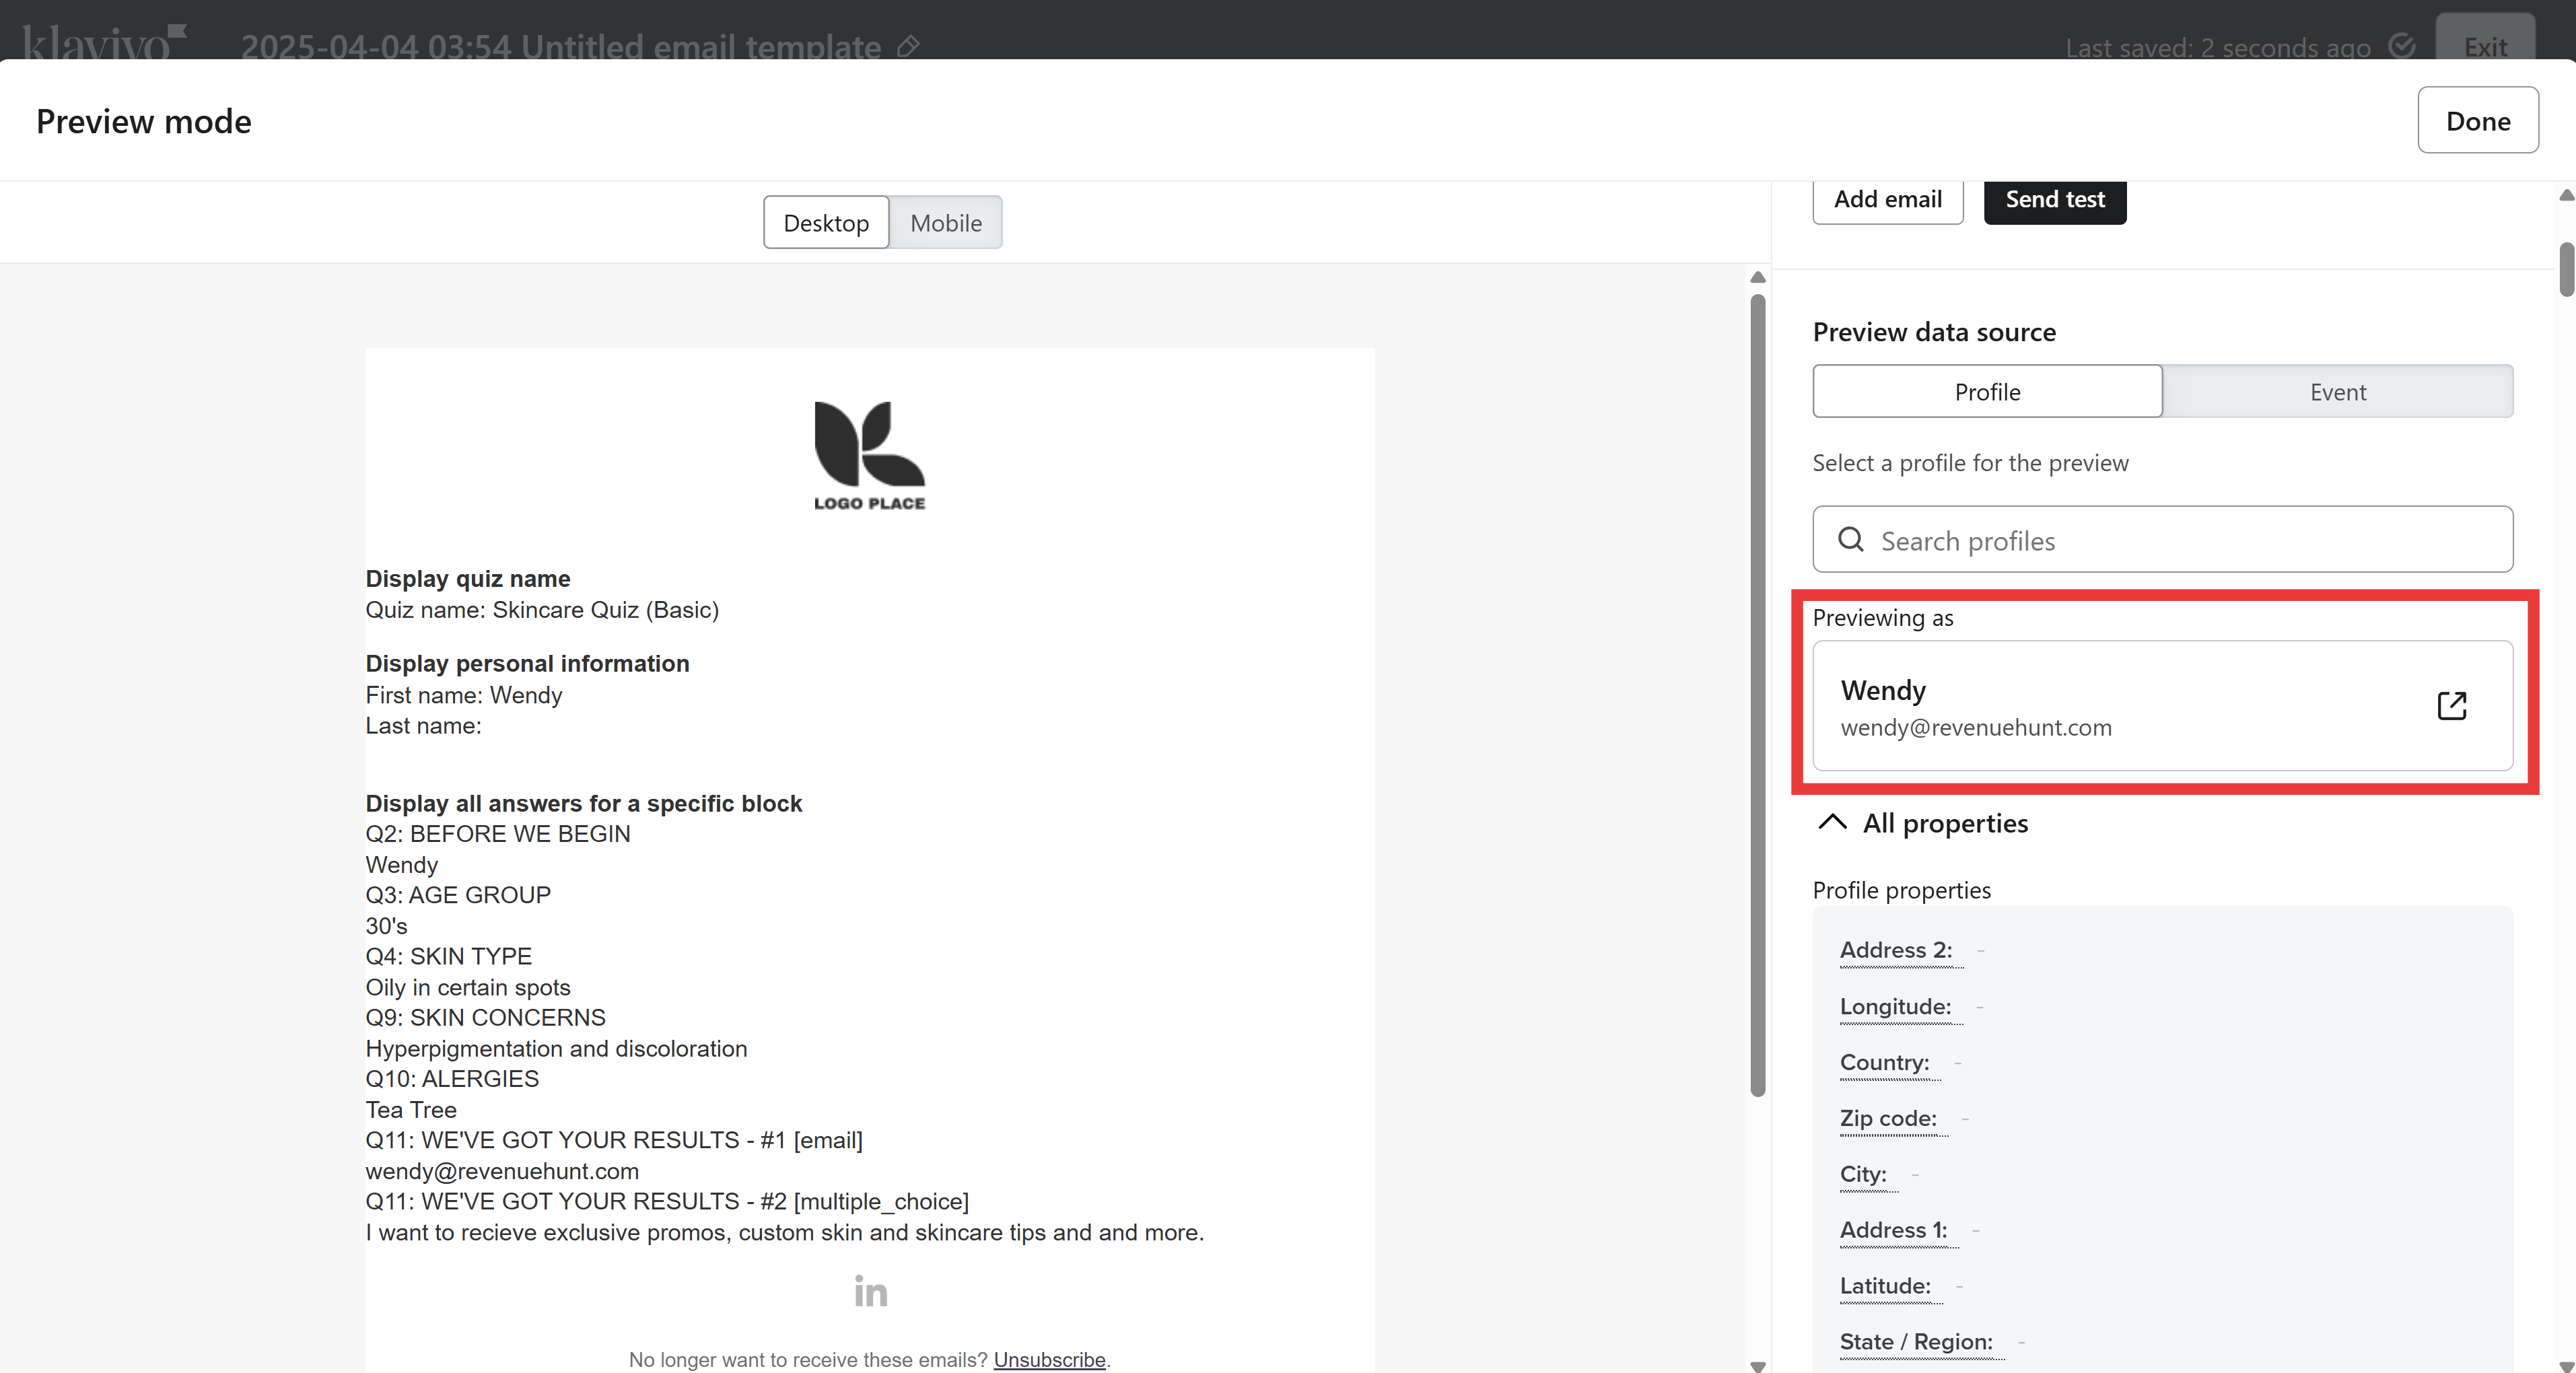 klaviyo
2025-04-04 03:54 Untitled email template
Last saved: 2 seconds ago
Exit
Preview mode
Done
Desktop
Mobile
LOGO PLACE
Display quiz name
Quiz name: Skincare Quiz (Basic)
Display personal information
First name: Wendy
Last name:
Display all answers for a specific block
Q2: BEFORE WE BEGIN
Wendy
Q3: AGE GROUP
30's
Q4: SKIN TYPE
Oily in certain spots
Q9: SKIN CONCERNS
Hyperpigmentation and discoloration
Q10: ALERGIES
Tea Tree
Q11: WE'VE GOT YOUR RESULTS - #1 [email]
wendy@revenuehunt.com
Q11: WE'VE GOT YOUR RESULTS - #2 [multiple_choice]
I want to recieve exclusive promos, custom skin and skincare tips and and more.
in
No longer want to receive these emails? Unsubscribe.
Add email
Send test
Preview data source
Profile
Event
Select a profile for the preview
Search profiles
Previewing as
Wendy
wendy@revenuehunt.com
All properties
Profile properties
Address 2: -
Longitude: -
Country: -
Zip code: -
City: -
Address 1: -
Latitude: -
State / Region: -